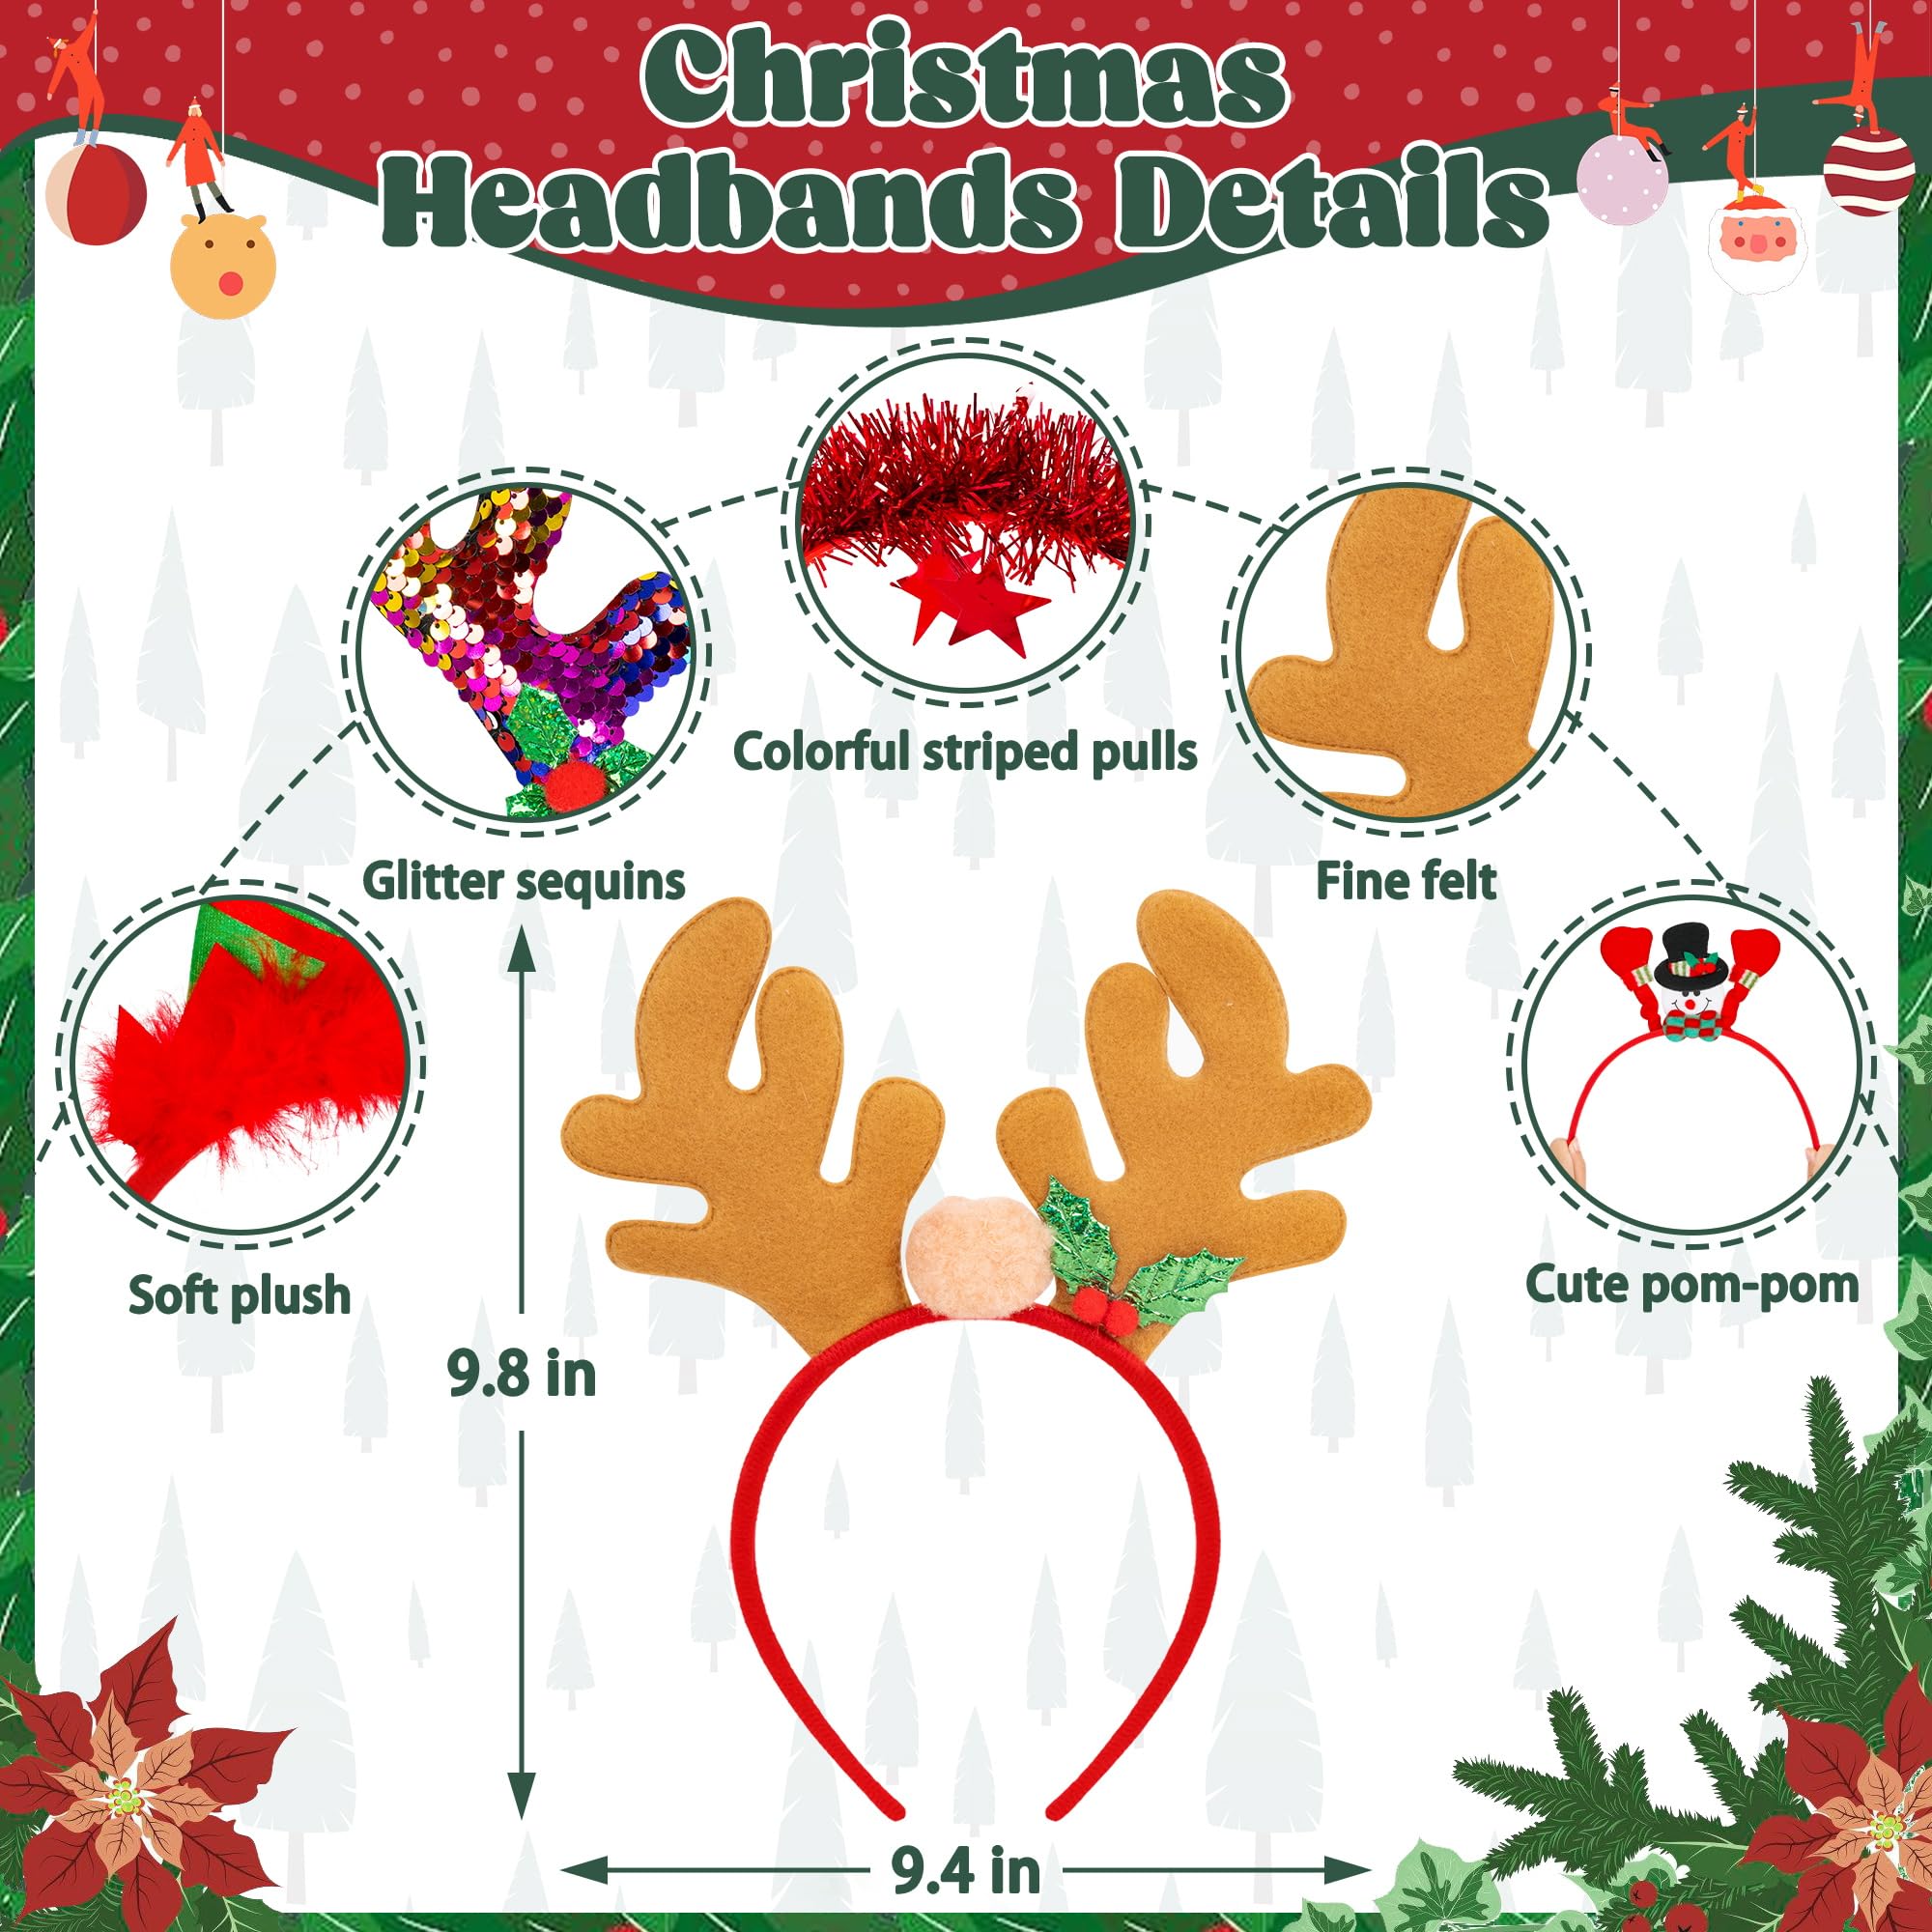 Christmas
Headbands Details
Colorful striped pulls
Glitter sequins
Fine felt
Soft plush
Cute pom-pom
9.8 in
9.4 in